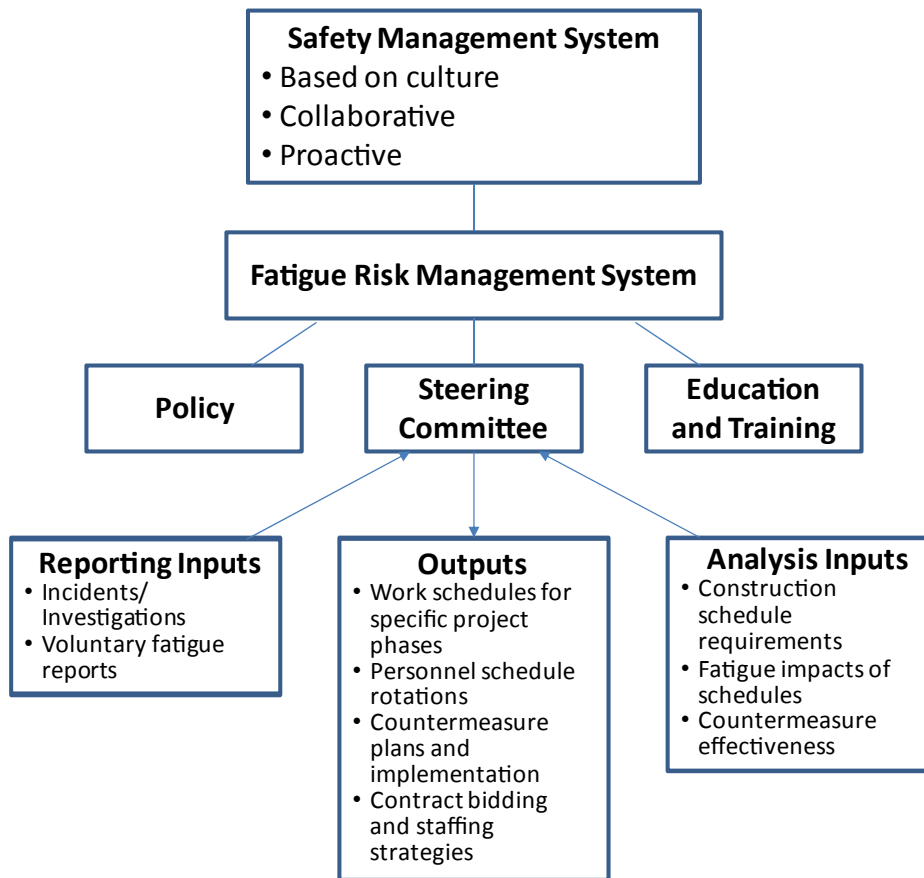 Safety Management System
• Based on culture
• Collaborative
• Proactive
Fatigue Risk Management System
Policy
Steering
Committee
Education
and Training
Reporting Inputs
• Incidents/
Investigations
• Voluntary fatigue
reports
Outputs
• Work schedules for
specific project
phases
• Personnel schedule
rotations
• Countermeasure
plans and
implementation
• Contract bidding
and staffing
strategies
Analysis Inputs
• Construction
schedule
requirements
• Fatigue impacts of
schedules
• Countermeasure
effectiveness